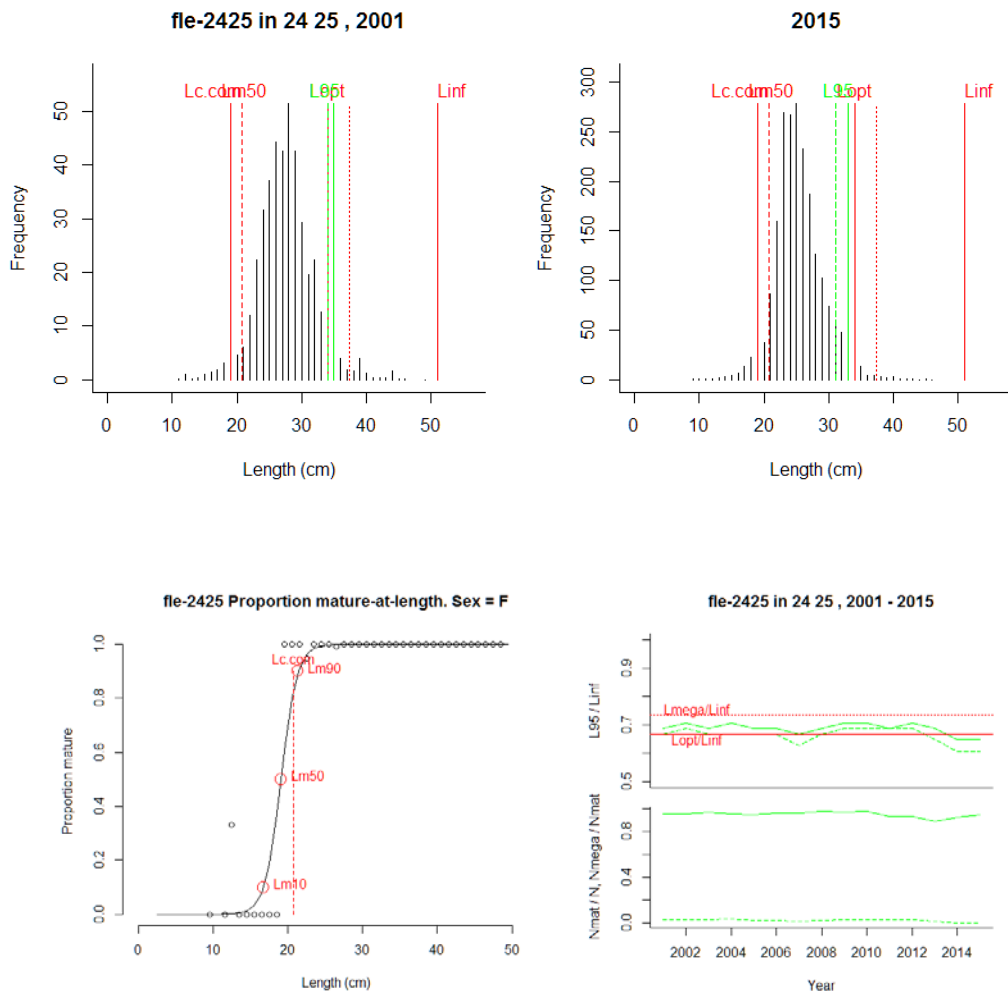 fle-2425 in 24 25 , 2001
Lc.com
Lm50
Lopt
Linf
Frequency
0
10
20
30
40
50
0
10
20
30
40
50
Length (cm)
2015
Lc.com
Lm50
L95
Lopt
Linf
Frequency
0
50
100
150
200
250
300
0
10
20
30
40
50
Length (cm)
fle-2425 Proportion mature-at-length. Sex = F
Lc.com
Lm90
Lm50
Lm10
Proportion mature
0.0
0.2
0.4
0.6
0.8
1.0
0
10
20
30
40
50
Length (cm)
fle-2425 in 24 25 , 2001 - 2015
Lmega/Linf
Lopt/Linf
L95 / Linf
0.5
0.7
0.9
Nmat / N, Nmega / Nmat
0.0
0.4
0.8
2002
2004
2006
2008
2010
2012
2014
Year